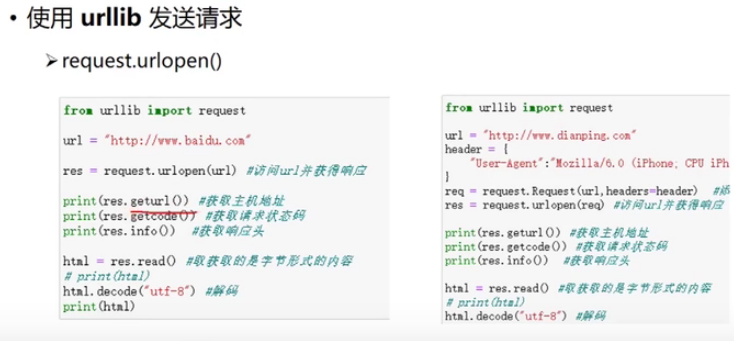 • 使用 urllib 发送请求
➢ request.urlopen()
from urllib import request
url = "http://www.baidu.com"
res = request.urlopen(url) #访问url并获得响应
print(res.geturl()) #获取主机地址
print(res.getcode()) #获取请求状态码
print(res.info()) #获取响应头
html = res.read() #取获取的是字节形式的内容
# print(html)
html.decode("utf-8") #解码
print(html)
from urllib import request
url = "http://www.dianping.com"
header = {
"User-Agent":"Mozilla/6.0 (iPhone; CPU iPh
}
req = request.Request(url,headers=header)
res = request.urlopen(req) #访问url并获得响应
print(res.geturl()) #获取主机地址
print(res.getcode()) #获取请求状态码
print(res.info()) #获取响应头
html = res.read() #取获取的是字节形式的内容
# print(html)
html.decode("utf-8") #解码